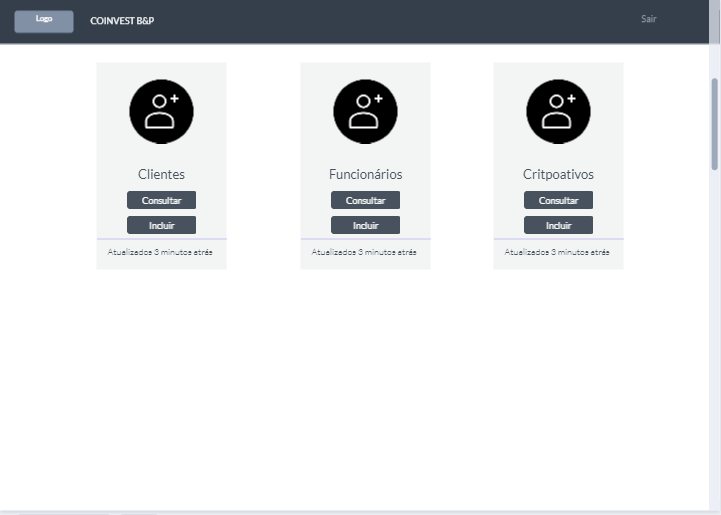 Logo
COINVEST B&P
Sair
Clientes
Consultar
Incluir
Atualizados 3 minutos atrás
Funcionários
Consultar
Incluir
Atualizados 3 minutos atrás
Critpoativos
Consultar
Incluir
Atualizados 3 minutos atrás